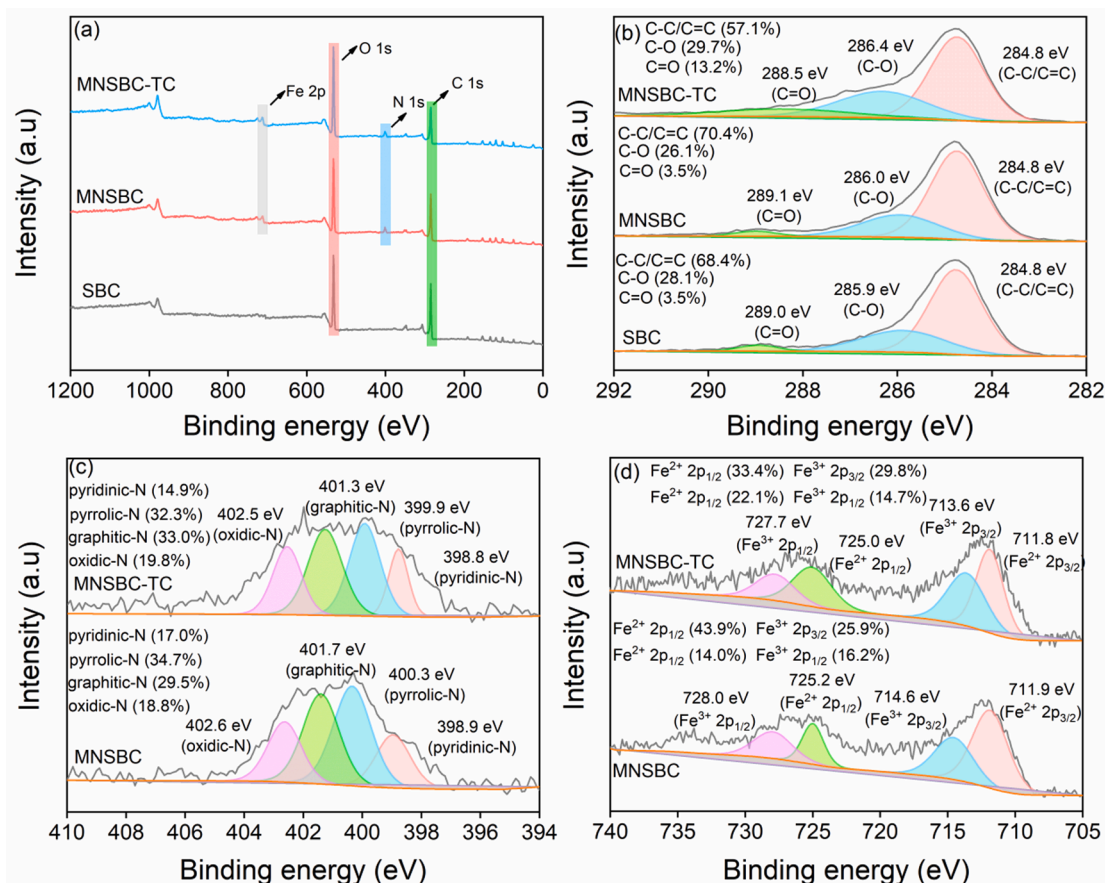 (a)
O 1s
Fe 2p
N 1s
C 1s
MNSBC-TC
MNSBC
SBC
Intensity (a.u)
1200 1000 800 600 400 200 0
Binding energy (eV)
(b)
C-C/C=C (57.1%)
C-O (29.7%)
C=O (13.2%)
288.5 eV
(C=O)
286.4 eV
(C-O)
284.8 eV
(C-C/C=C)
MNSBC-TC
C-C/C=C (70.4%)
C-O (26.1%)
C=O (3.5%)
289.1 eV
(C=O)
286.0 eV
(C-O)
284.8 eV
(C-C/C=C)
MNSBC
C-C/C=C (68.4%)
C-O (28.1%)
C=O (3.5%)
289.0 eV
(C=O)
285.9 eV
(C-O)
284.8 eV
(C-C/C=C)
SBC
Intensity (a.u)
292 290 288 286 284 282
Binding energy (eV)
(c)
pyridinic-N (14.9%)
pyrrolic-N (32.3%)
graphitic-N (33.0%)
oxidic-N (19.8%)
402.5 eV
(oxidic-N)
401.3 eV
(graphitic-N)
399.9 eV
(pyrrolic-N)
398.8 eV
(pyridinic-N)
MNSBC-TC
pyridinic-N (17.0%)
pyrrolic-N (34.7%)
graphitic-N (29.5%)
oxidic-N (18.8%)
402.6 eV
(oxidic-N)
401.7 eV
(graphitic-N)
400.3 eV
(pyrrolic-N)
398.9 eV
(pyridinic-N)
MNSBC
Intensity (a.u)
410 408 406 404 402 400 398 396 394
Binding energy (eV)
(d)
Fe²⁺ 2p₁/₂ (33.4%) Fe³⁺ 2p₃/₂ (29.8%)
Fe²⁺ 2p₁/₂ (22.1%) Fe³⁺ 2p₁/₂ (14.7%)
727.7 eV
(Fe³⁺ 2p₁/₂)
725.0 eV
(Fe²⁺ 2p₁/₂)
713.6 eV
(Fe³⁺ 2p₃/₂)
711.8 eV
(Fe²⁺ 2p₃/₂)
MNSBC-TC
Fe²⁺ 2p₁/₂ (43.9%) Fe³⁺ 2p₃/₂ (25.9%)
Fe²⁺ 2p₁/₂ (14.0%) Fe³⁺ 2p₁/₂ (16.2%)
728.0 eV
(Fe³⁺ 2p₁/₂)
725.2 eV
(Fe²⁺ 2p₁/₂)
714.6 eV
(Fe³⁺ 2p₃/₂)
711.9 eV
(Fe²⁺ 2p₃/₂)
MNSBC
Intensity (a.u)
740 735 730 725 720 715 710 705
Binding energy (eV)